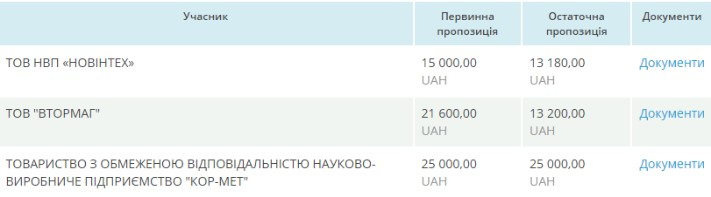 Учасник
Первинна пропозиція
Остаточна пропозиція
Документи
ТОВ НВП «НОВІНТЕХ»
15 000,00
UAH
13 180,00
UAH
Документи
ТОВ "ВТОРМАГ"
21 600,00
UAH
13 200,00
UAH
Документи
ТОВАРИСТВО З ОБМЕЖЕНОЮ ВІДПОВІДАЛЬНІСТЮ НАУКОВО-
ВИРОБНИЧЕ ПІДПРИЄМСТВО "КОР-МЕТ"
25 000,00
UAH
25 000,00
UAH
Документи